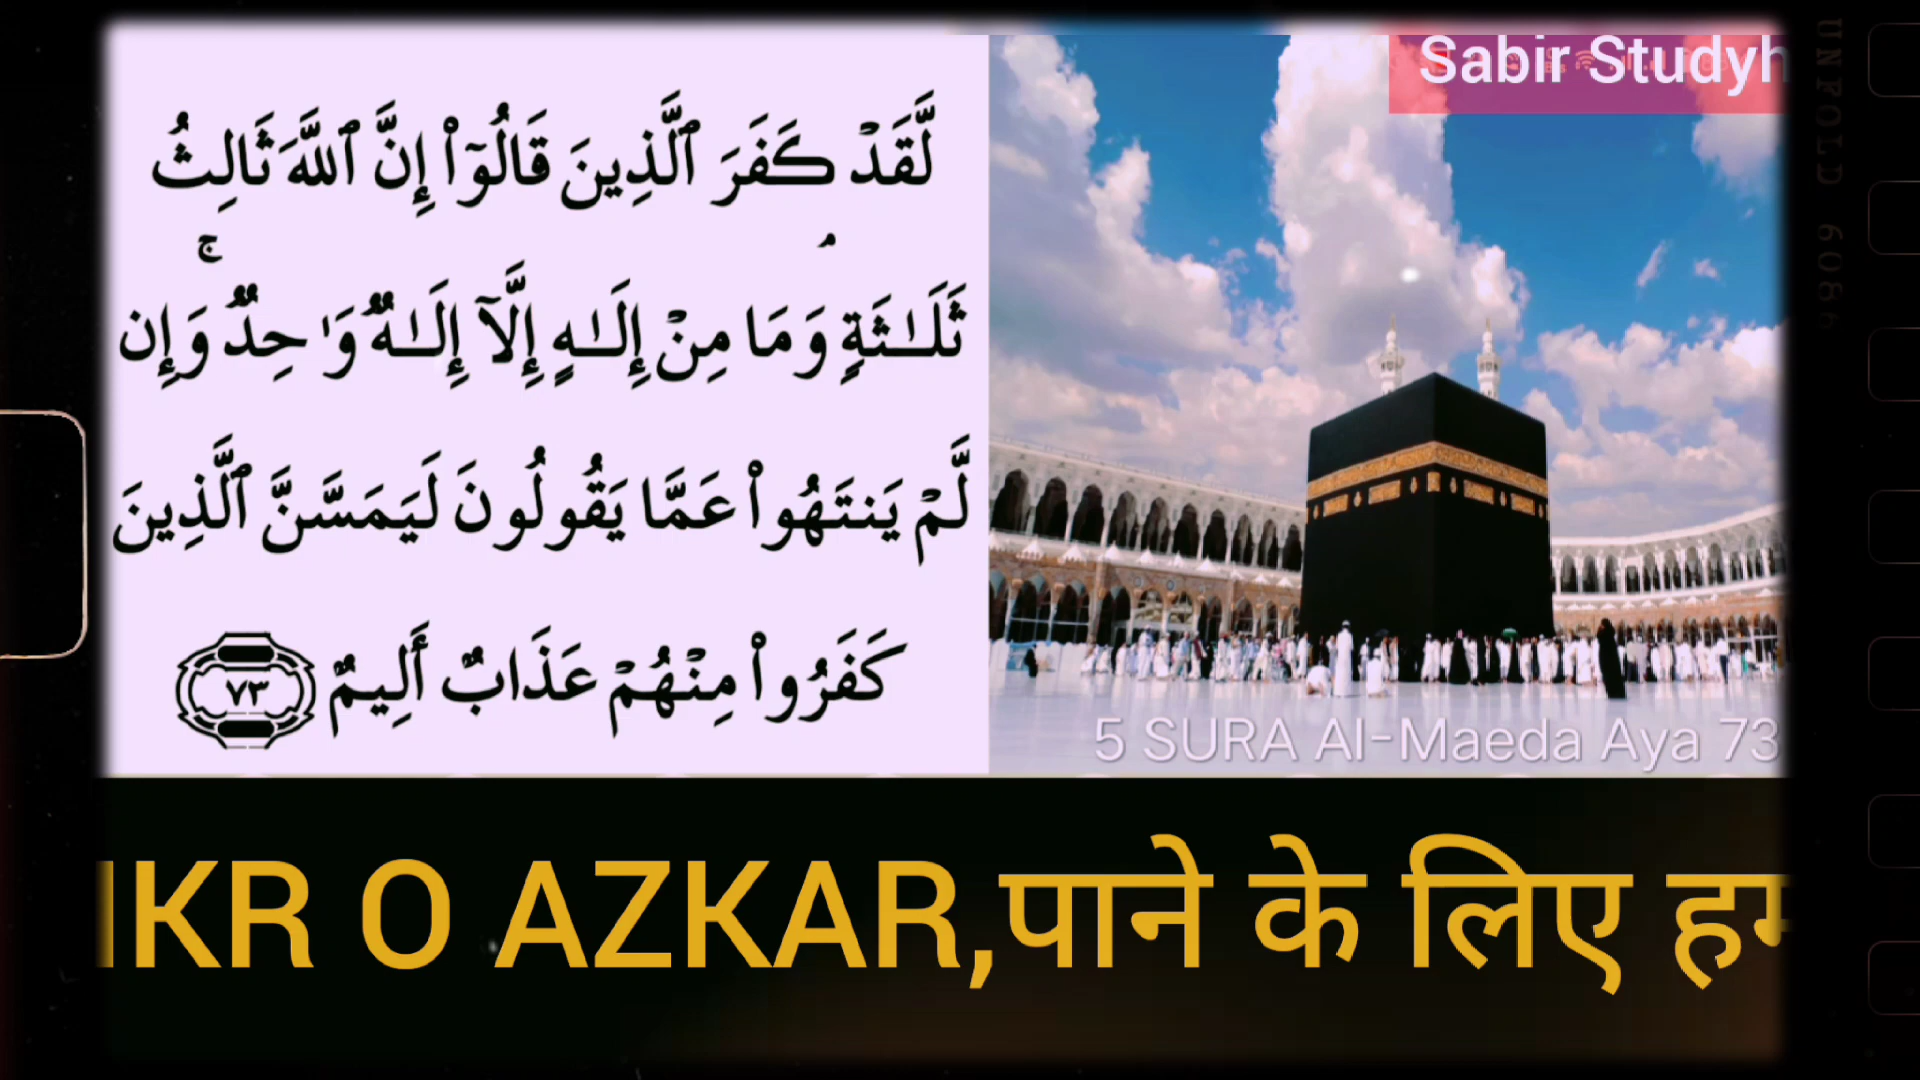 لَّقَدْ كَفَرَ ٱلَّذِينَ قَالُوٓا۟ إِنَّ ٱللَّهَ ثَالِثُ
ثَلَـٰثَةٍ ۘ وَمَا مِنْ إِلَـٰهٍ إِلَّآ إِلَـٰهٌ وَٰحِدٌ ۚ وَإِن
لَّمْ يَنتَهُوا۟ عَمَّا يَقُولُونَ لَيَمَسَّنَّ ٱلَّذِينَ
كَفَرُوا۟ مِنْهُمْ عَذَابٌ أَلِيمٌ ٧٣
Sabir Studyh
5 SURA Al-Maeda Aya 73
IKR O AZKAR,पाने के लिए हम
UNFOLD